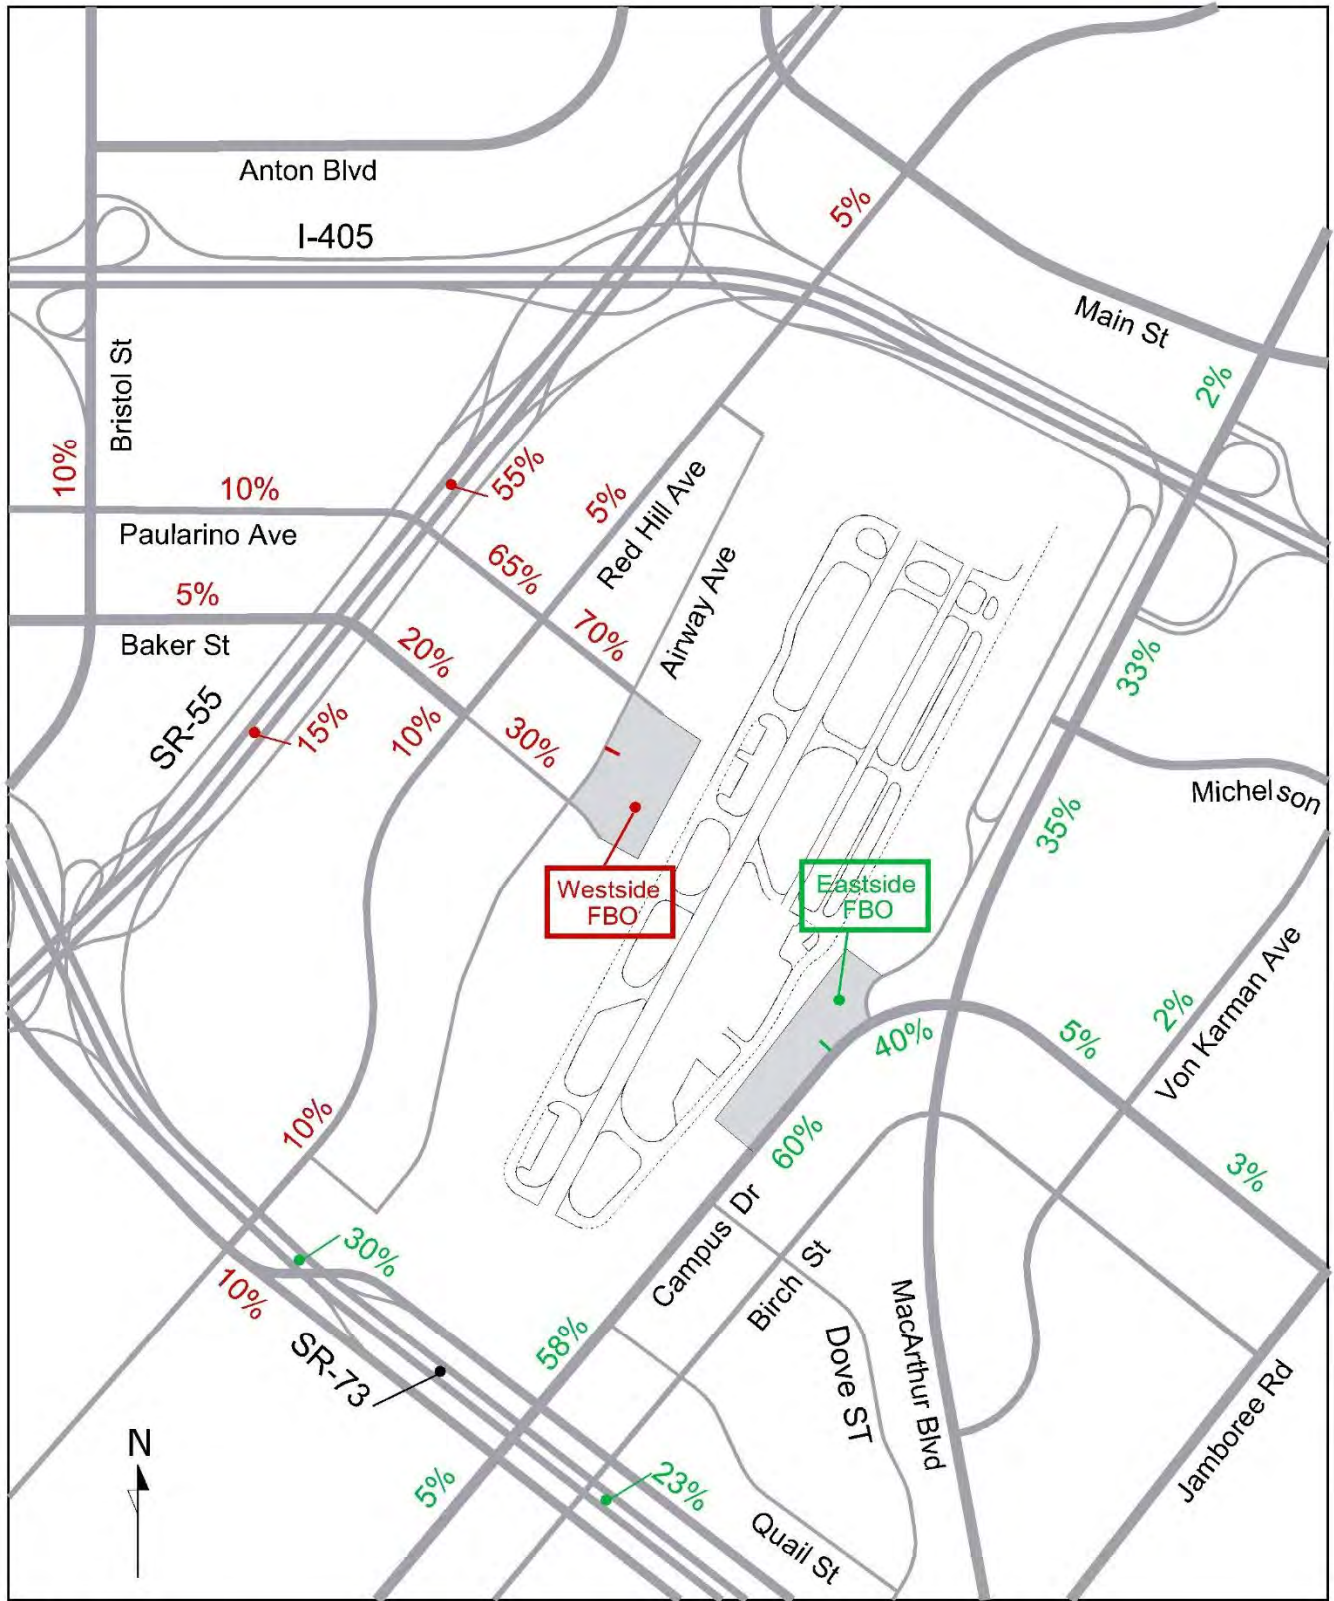 Anton Blvd
I-405
5%
Main St
2%
Bristol St
10%
10%
Paularino Ave
55%
5%
Red Hill Ave
65%
Airway Ave
70%
5%
Baker St
20%
33%
SR-55
15%
10%
30%
Michelson
35%
Westside
FBO
Eastside
FBO
40%
5%
2%
Von Karman Ave
10%
60%
3%
30%
10%
Campus Dr
Birch St
58%
Dove ST
MacArthur Blvd
SR-73
Jamboree Rd
N
5%
23%
Quail St